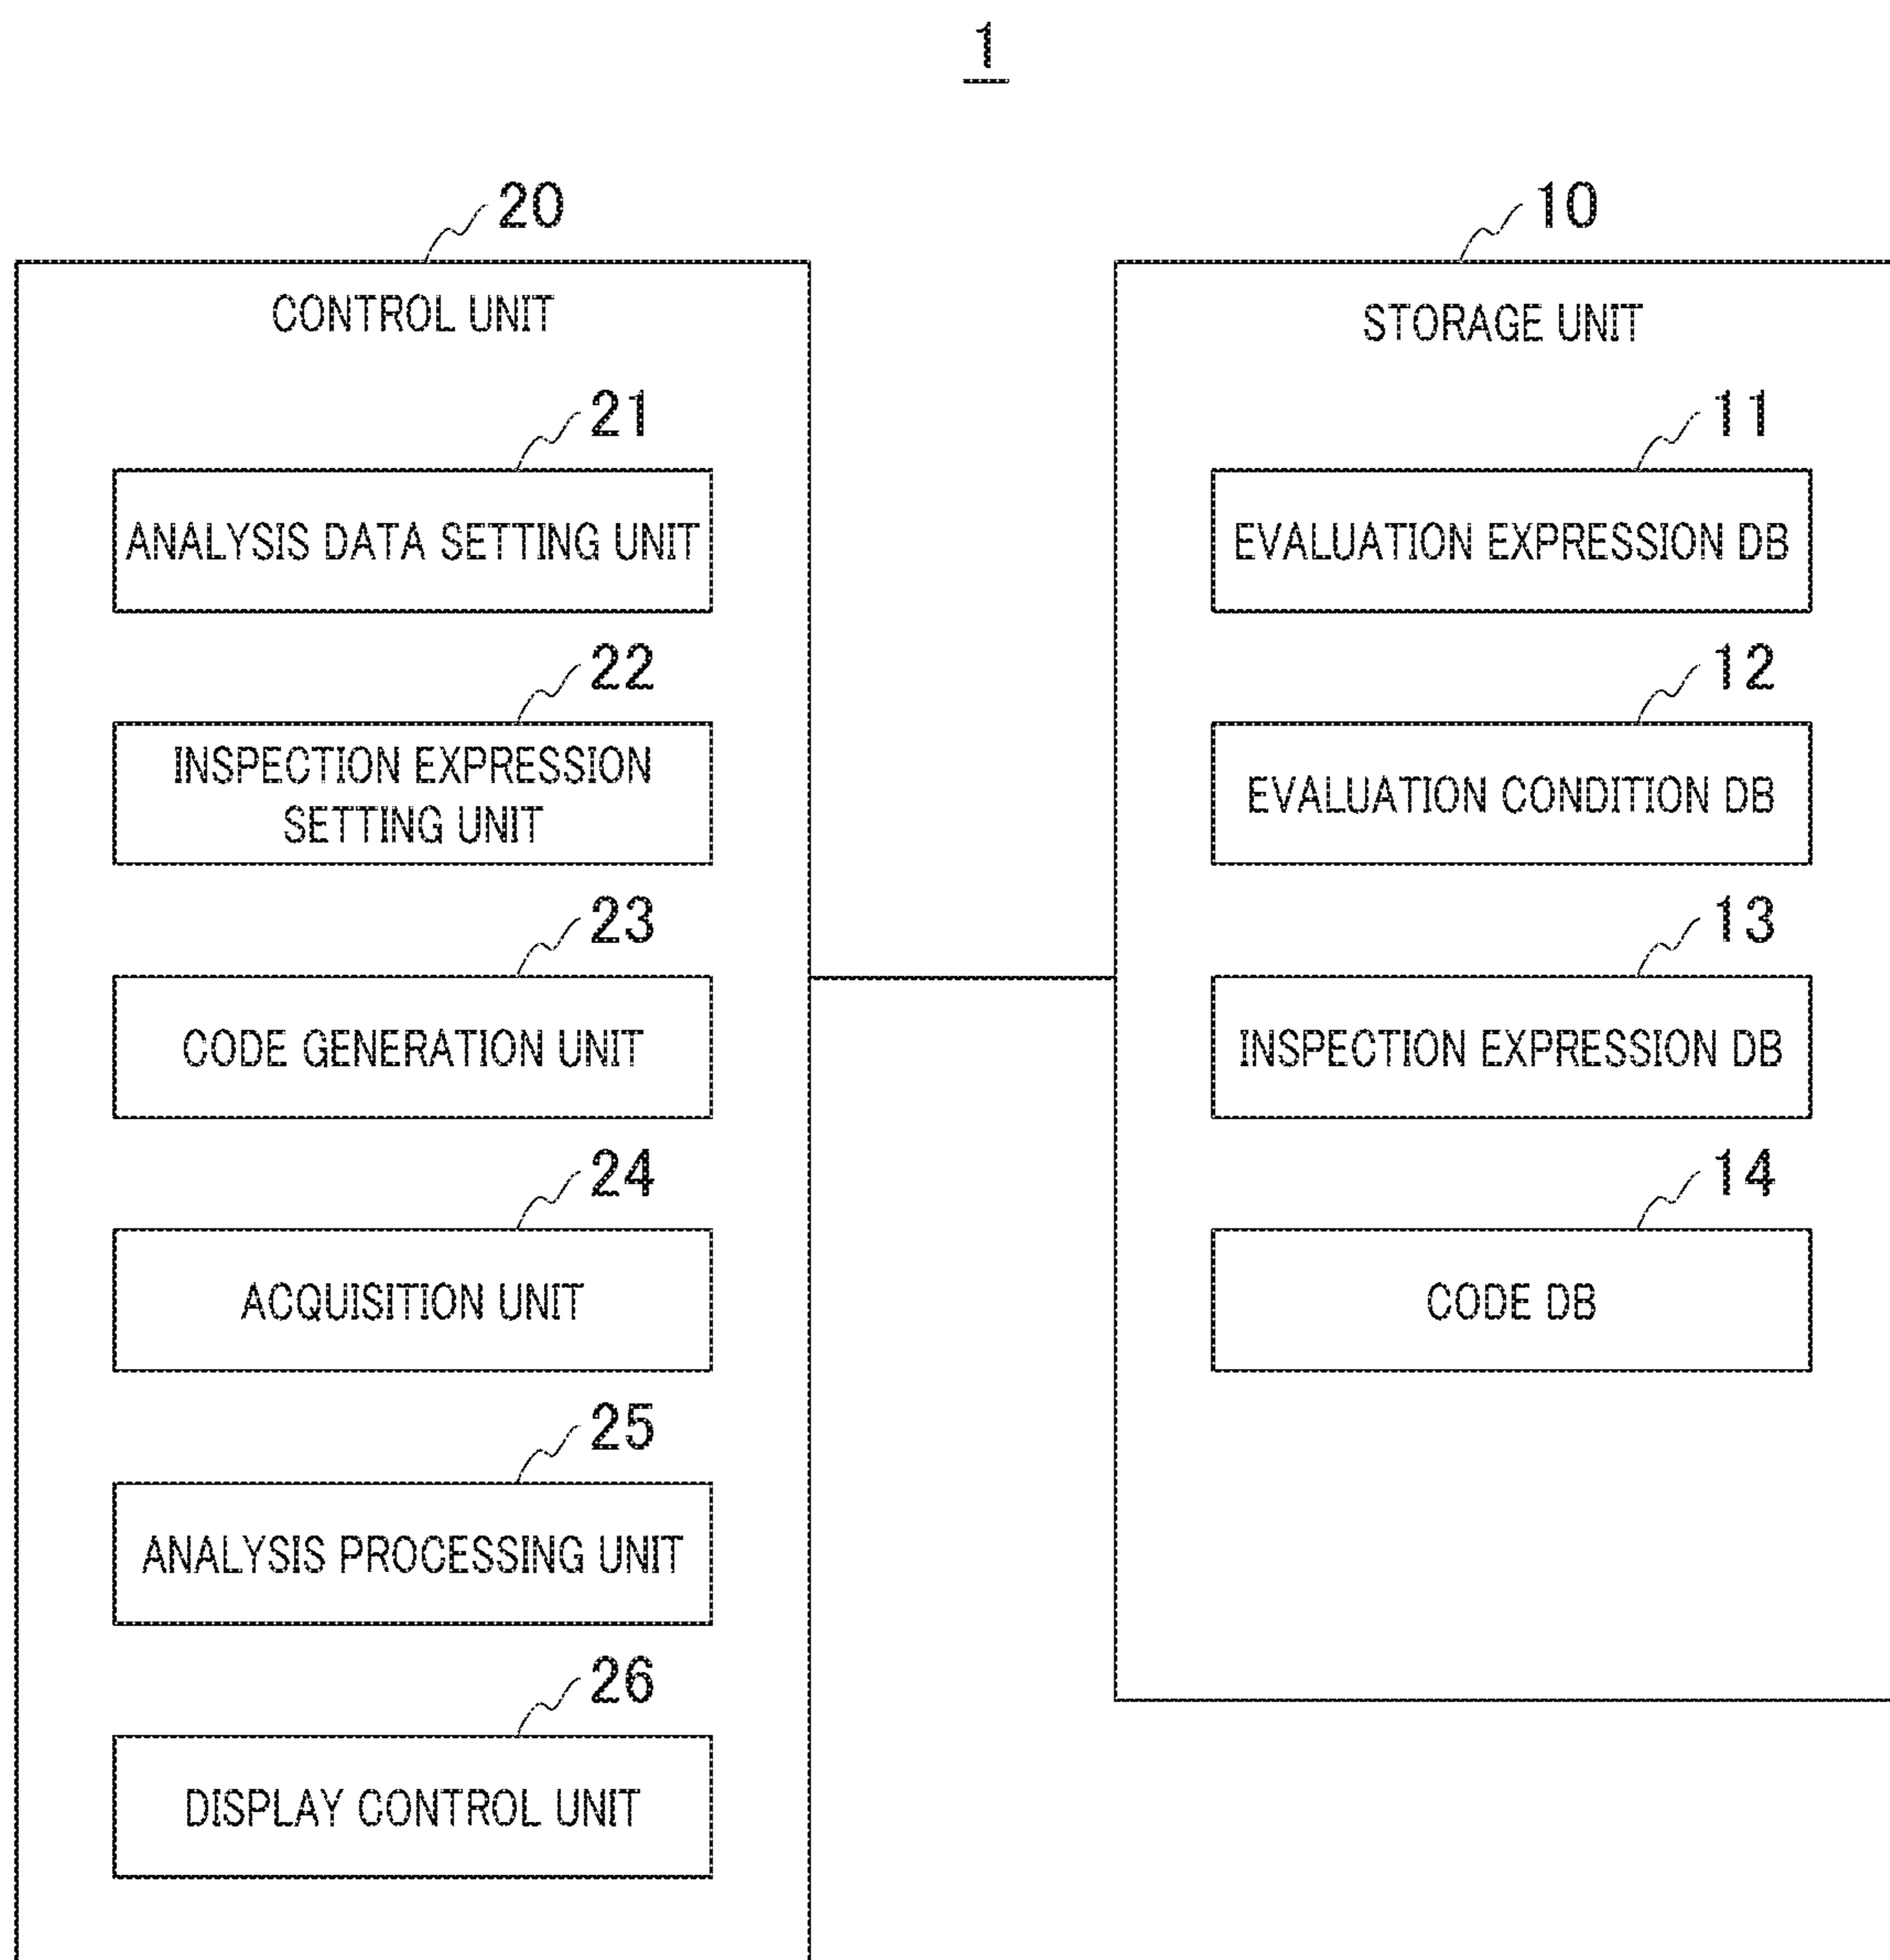 1
20
CONTROL UNIT
21
ANALYSIS DATA SETTING UNIT
22
INSPECTION EXPRESSION
SETTING UNIT
23
CODE GENERATION UNIT
24
ACQUISITION UNIT
25
ANALYSIS PROCESSING UNIT
26
DISPLAY CONTROL UNIT
10
STORAGE UNIT
11
EVALUATION EXPRESSION DB
12
EVALUATION CONDITION DB
13
INSPECTION EXPRESSION DB
14
CODE DB